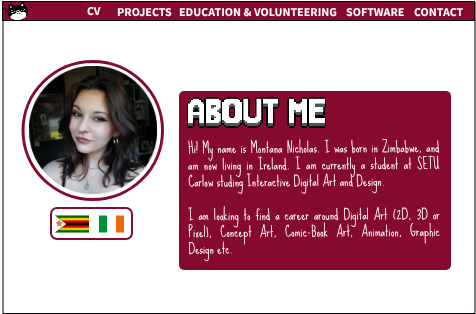 CV PROJECTS EDUCATION & VOLUNTEERING SOFTWARE CONTACT
ABOUT ME
Hi! My name is Montana Nicholas. I was born in Zimbabwe, and
am now living in Ireland. I am currently a student at SETU
Carlow studing Interactive Digital Art and Design.
I am looking to find a career around Digital Art (2D, 3D or
Pixel), Concept Art, Comic-Book Art, Animation, Graphic
Design etc.